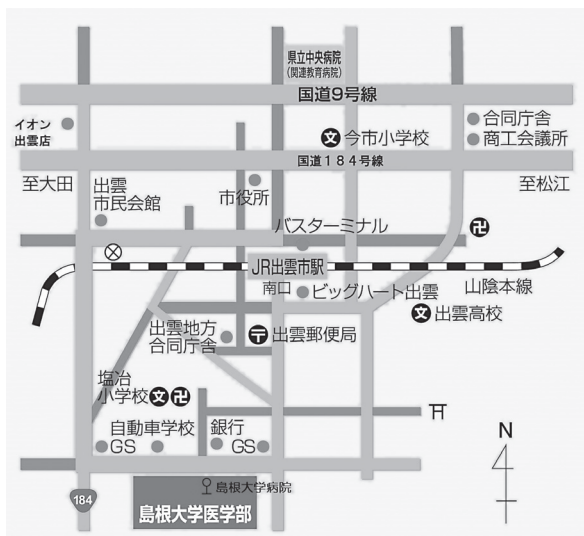 県立中央病院
(関連教育病院)
国道9号線
イオン
出雲店
文
今市小学校
合同庁舎
商工会議所
国道184号線
至大田
出雲
市民会館
市役所
至松江
バスターミナル
卍
JR出雲市駅
南口
ビッグハート出雲
山陰本線
文
出雲高校
出雲地方
合同庁舎
〒
出雲郵便局
塩冶
小学校
文
卍
自動車学校
GS
銀行
GS
N
184
島根大学病院
島根大学医学部